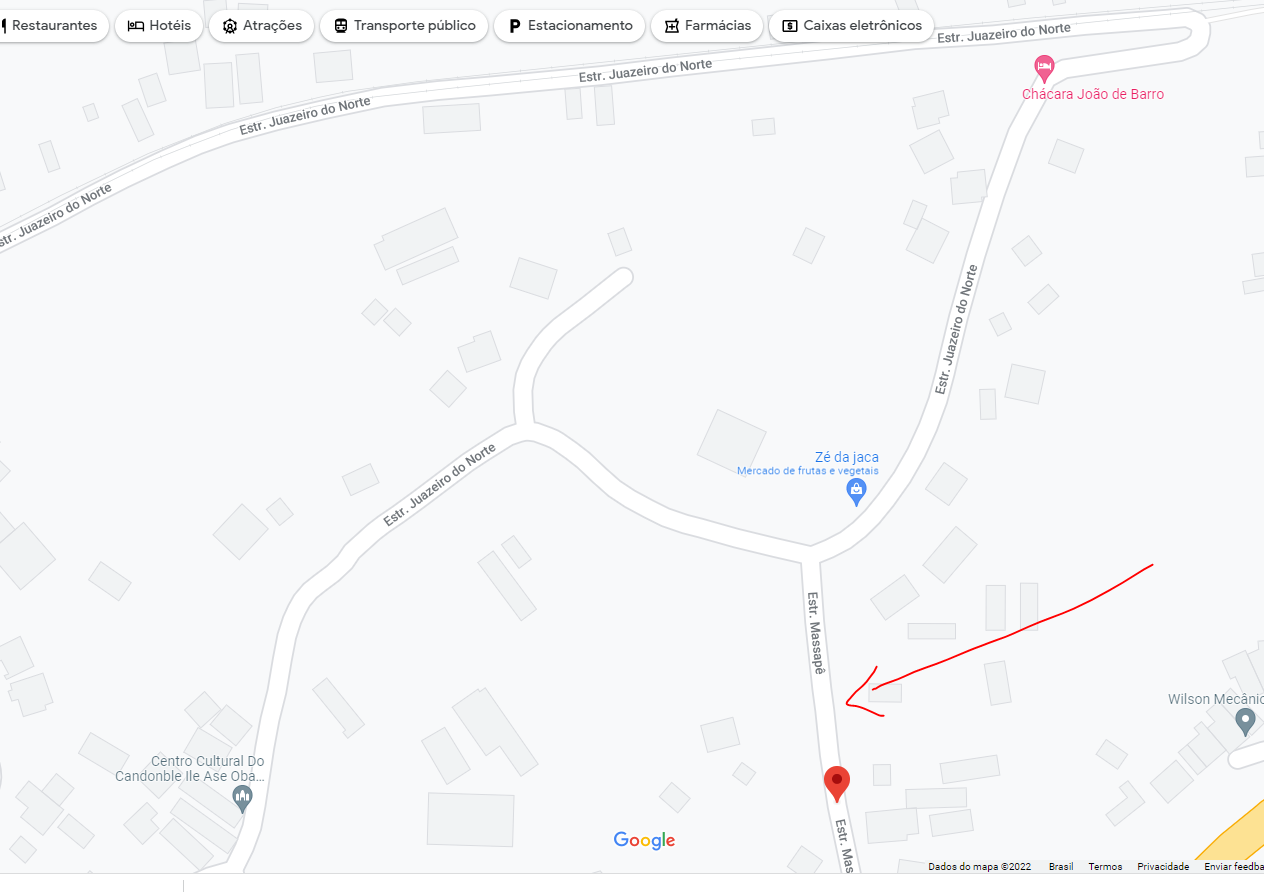 Restaurantes
Hotéis
Atrações
Transporte público
Estacionamento
Farmácias
Caixas eletrônicos
Estr. Juazeiro do Norte
Estr. Juazeiro do Norte
Chácara João de Barro
Estr. Juazeiro do Norte
str. Juazeiro do Norte
Estr. Juazeiro do Norte
Estr. Juazeiro do Norte
Zé da jaca
Mercado de frutas e vegetais
Estr. Massapê
Wilson Mecânic
Centro Cultural Do
Candonble Ile Ase Oba...
Estr. Mas
Google
Dados do mapa ©2022 Brasil Termos Privacidade Enviar feedba